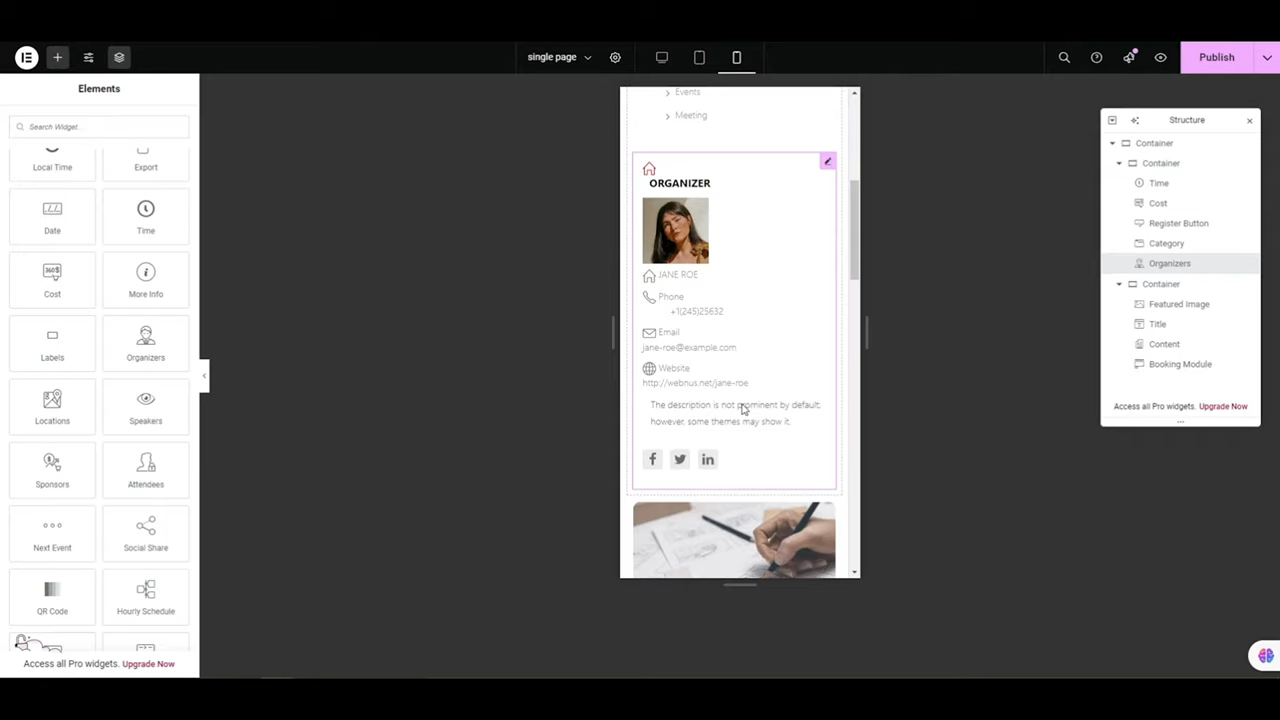 single page
Publish
Elements
Search Widget...
Local Time
Export
Date
Time
Cost
More Info
Labels
Organizers
Locations
Speakers
Sponsors
Attendees
Next Event
Social Share
QR Code
Hourly Schedule
Access all Pro widgets. Upgrade Now
Events
Meeting
ORGANIZER
JANE ROE
Phone
+1(245)25632
Email
jane-roe@example.com
Website
http://webnus.net/jane-roe
The description is not prominent by default;
however, some themes may show it.
Structure
Container
Container
Time
Cost
Register Button
Category
Organizers
Container
Featured Image
Title
Content
Booking Module
Access all Pro widgets. Upgrade Now